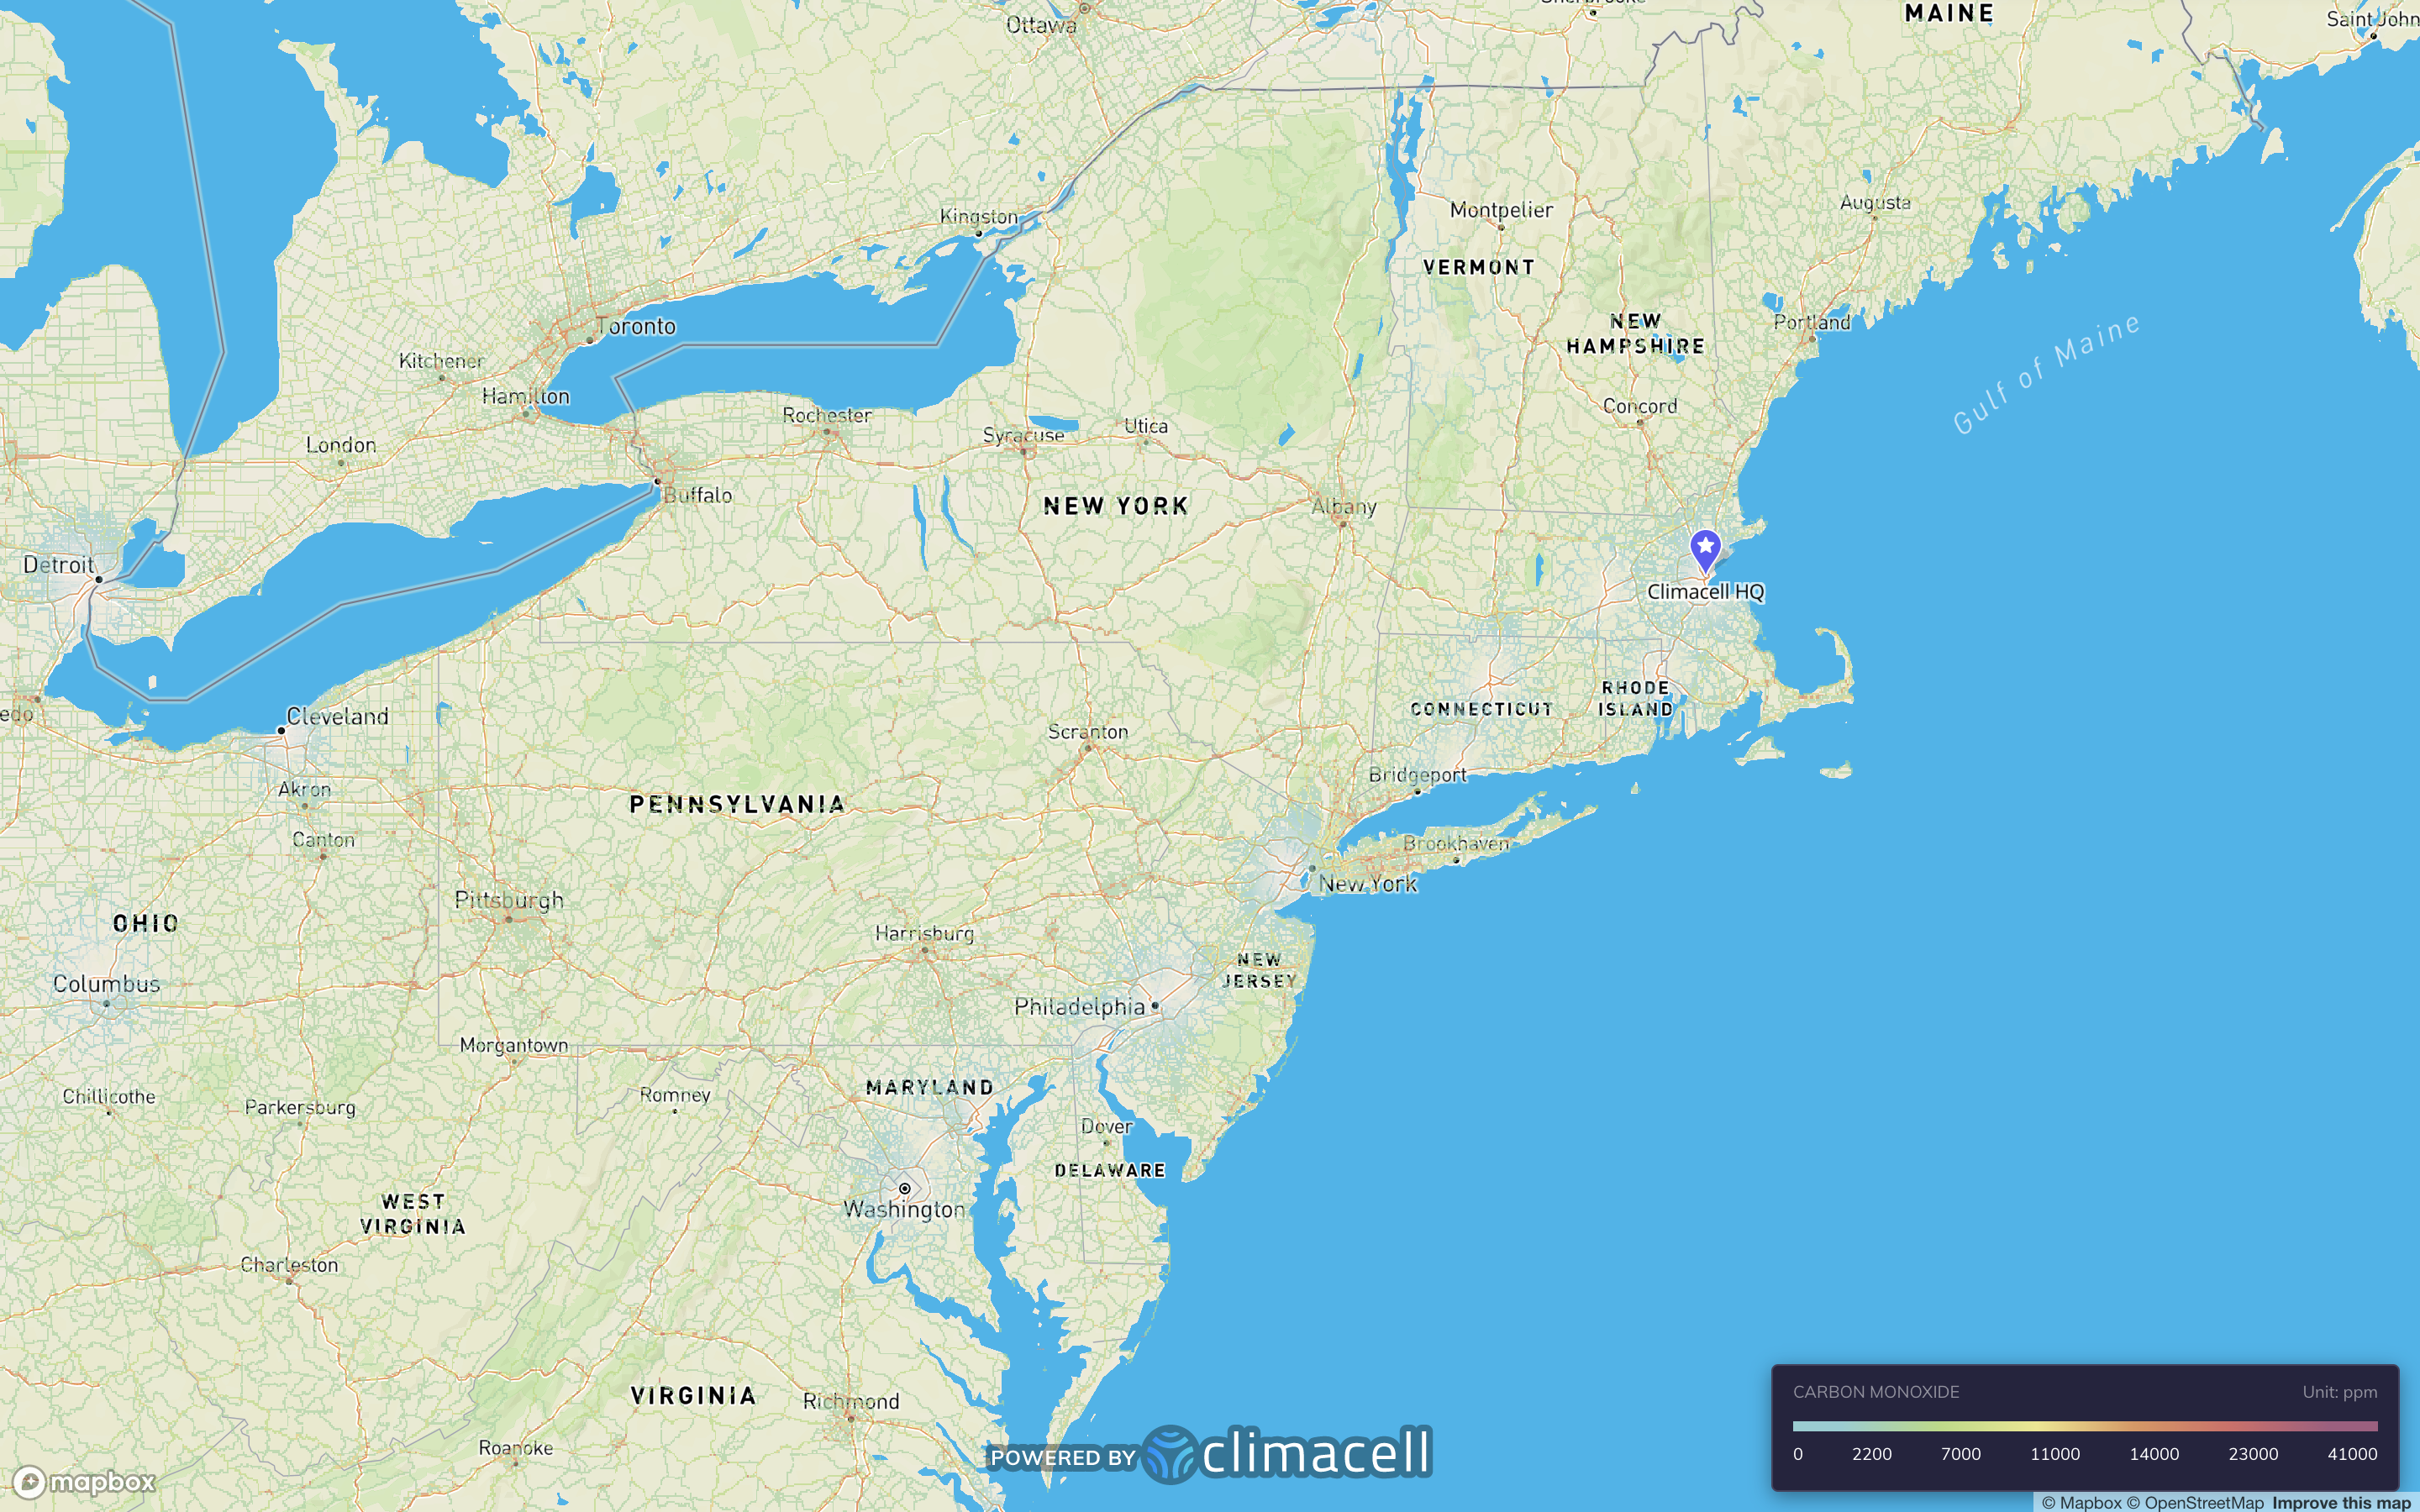 Ottawa
MAINE
Saint John
Kingston
Montpelier
Augusta
VERMONT
Toronto
NEW
HAMPSHIRE
Portland
Gulf of Maine
Kitchener
Hamilton
Rochester
Concord
London
Syracuse
Utica
Buffalo
NEW YORK
Albany
Detroit
Climacell HQ
RHODE
ISLAND
CONNECTICUT
edo
Cleveland
Scranton
Bridgeport
Akron
PENNSYLVANIA
Canton
Brookhaven
New York
Pittsburgh
OHIO
Harrisburg
NEW
JERSEY
Columbus
Philadelphia
Morgantown
MARYLAND
Chillicothe
Parkersburg
Romney
Dover
DELAWARE
WEST
VIRGINIA
Washington
Charleston
VIRGINIA
Richmond
Roanoke
CARBON MONOXIDE Unit: ppm
0 2200 7000 11000 14000 23000 41000
POWERED BY climacell
mapbox
© Mapbox © OpenStreetMap Improve this map